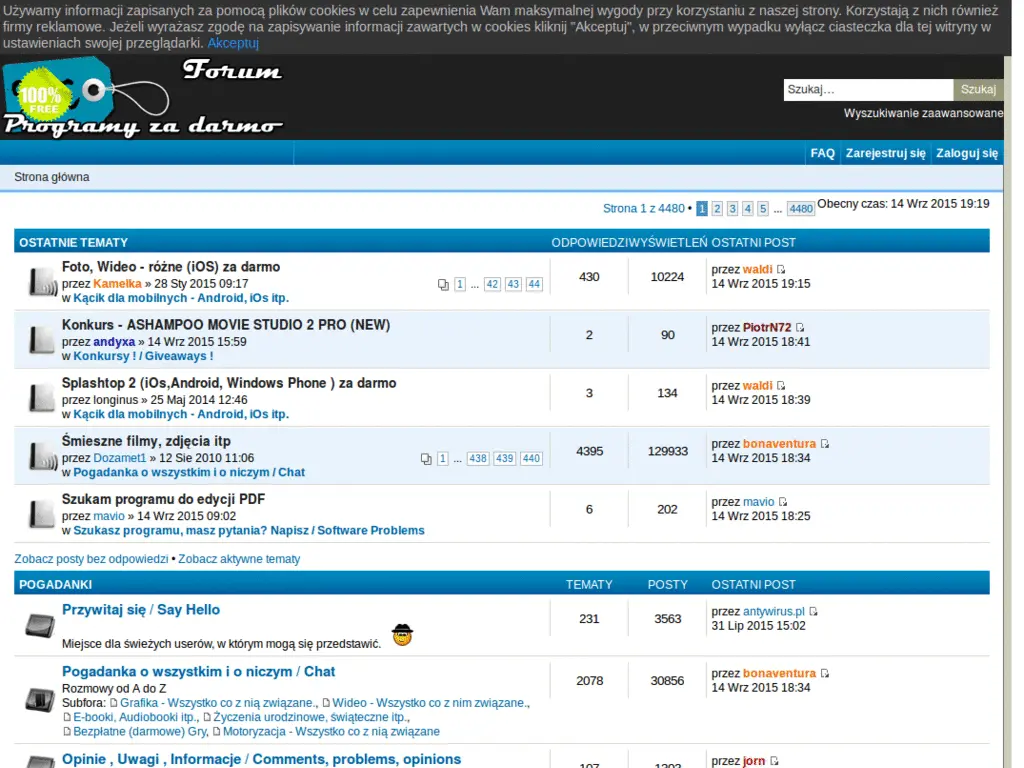 Używamy informacji zapisanych za pomocą plików cookies w celu zapewnienia Wam maksymalnej wygody przy korzystaniu z naszej strony. Korzystają z nich również
firmy reklamowe. Jeżeli wyrażasz zgodę na zapisywanie informacji zawartych w cookies kliknij "Akceptuj", w przeciwnym wypadku wyłącz ciasteczka dla tej witryny w
ustawieniach swojej przeglądarki. Akceptuj
Forum
100%
FREE
Programy za darmo
Szukaj... Szukaj
Wyszukiwanie zaawansowane
FAQ Zarejestruj się Zaloguj się
Strona główna
Strona 1 z 4480 • 1 2 3 4 5 ... 4480 Obecny czas: 14 Wrz 2015 19:19
OSTATNIE TEMATY ODPOWIEDZI WYŚWIETLEŃ OSTATNI POST
Foto, Wideo - różne (iOS) za darmo
przez Kamelka » 28 Sty 2015 09:17 1 ... 42 43 44
w Kącik dla mobilnych - Android, iOs itp.
430 10224
przez waldi
14 Wrz 2015 19:15
Konkurs - ASHAMPOO MOVIE STUDIO 2 PRO (NEW)
przez andyxa » 14 Wrz 2015 15:59
w Konkursy ! / Giveaways !
2 90
przez PiotrN72
14 Wrz 2015 18:41
Splashtop 2 (iOs,Android, Windows Phone ) za darmo
przez longinus » 25 Maj 2014 12:46
w Kącik dla mobilnych - Android, iOs itp.
3 134
przez waldi
14 Wrz 2015 18:39
Śmieszne filmy, zdjęcia itp
przez Dozamet1 » 12 Sie 2010 11:06 1 ... 438 439 440
w Pogadanka o wszystkim i o niczym / Chat
4395 129933
przez bonaventura
14 Wrz 2015 18:34
Szukam programu do edycji PDF
przez mavio » 14 Wrz 2015 09:02
w Szukasz programu, masz pytania? Napisz / Software Problems
6 202
przez mavio
14 Wrz 2015 18:25
Zobacz posty bez odpowiedzi • Zobacz aktywne tematy
POGADANKI TEMATY POSTY OSTATNI POST
Przywitaj się / Say Hello
Miejsce dla świeżych userów, w którym mogą się przedstawić.
231 3563
przez antywirus.pl
31 Lip 2015 15:02
Pogadanka o wszystkim i o niczym / Chat
Rozmowy od A do Z
Subfora: Grafika - Wszystko co z nią związane., Wideo - Wszystko co z nim związane.,
E-booki, Audiobooki itp., Życzenia urodzinowe, świąteczne itp.,
Bezpłatne (darmowe) Gry, Motoryzacja - Wszystko co z nią związane
2078 30856
przez bonaventura
14 Wrz 2015 18:34
Opinie , Uwagi , Informacje / Comments, problems, opinions
przez jorn